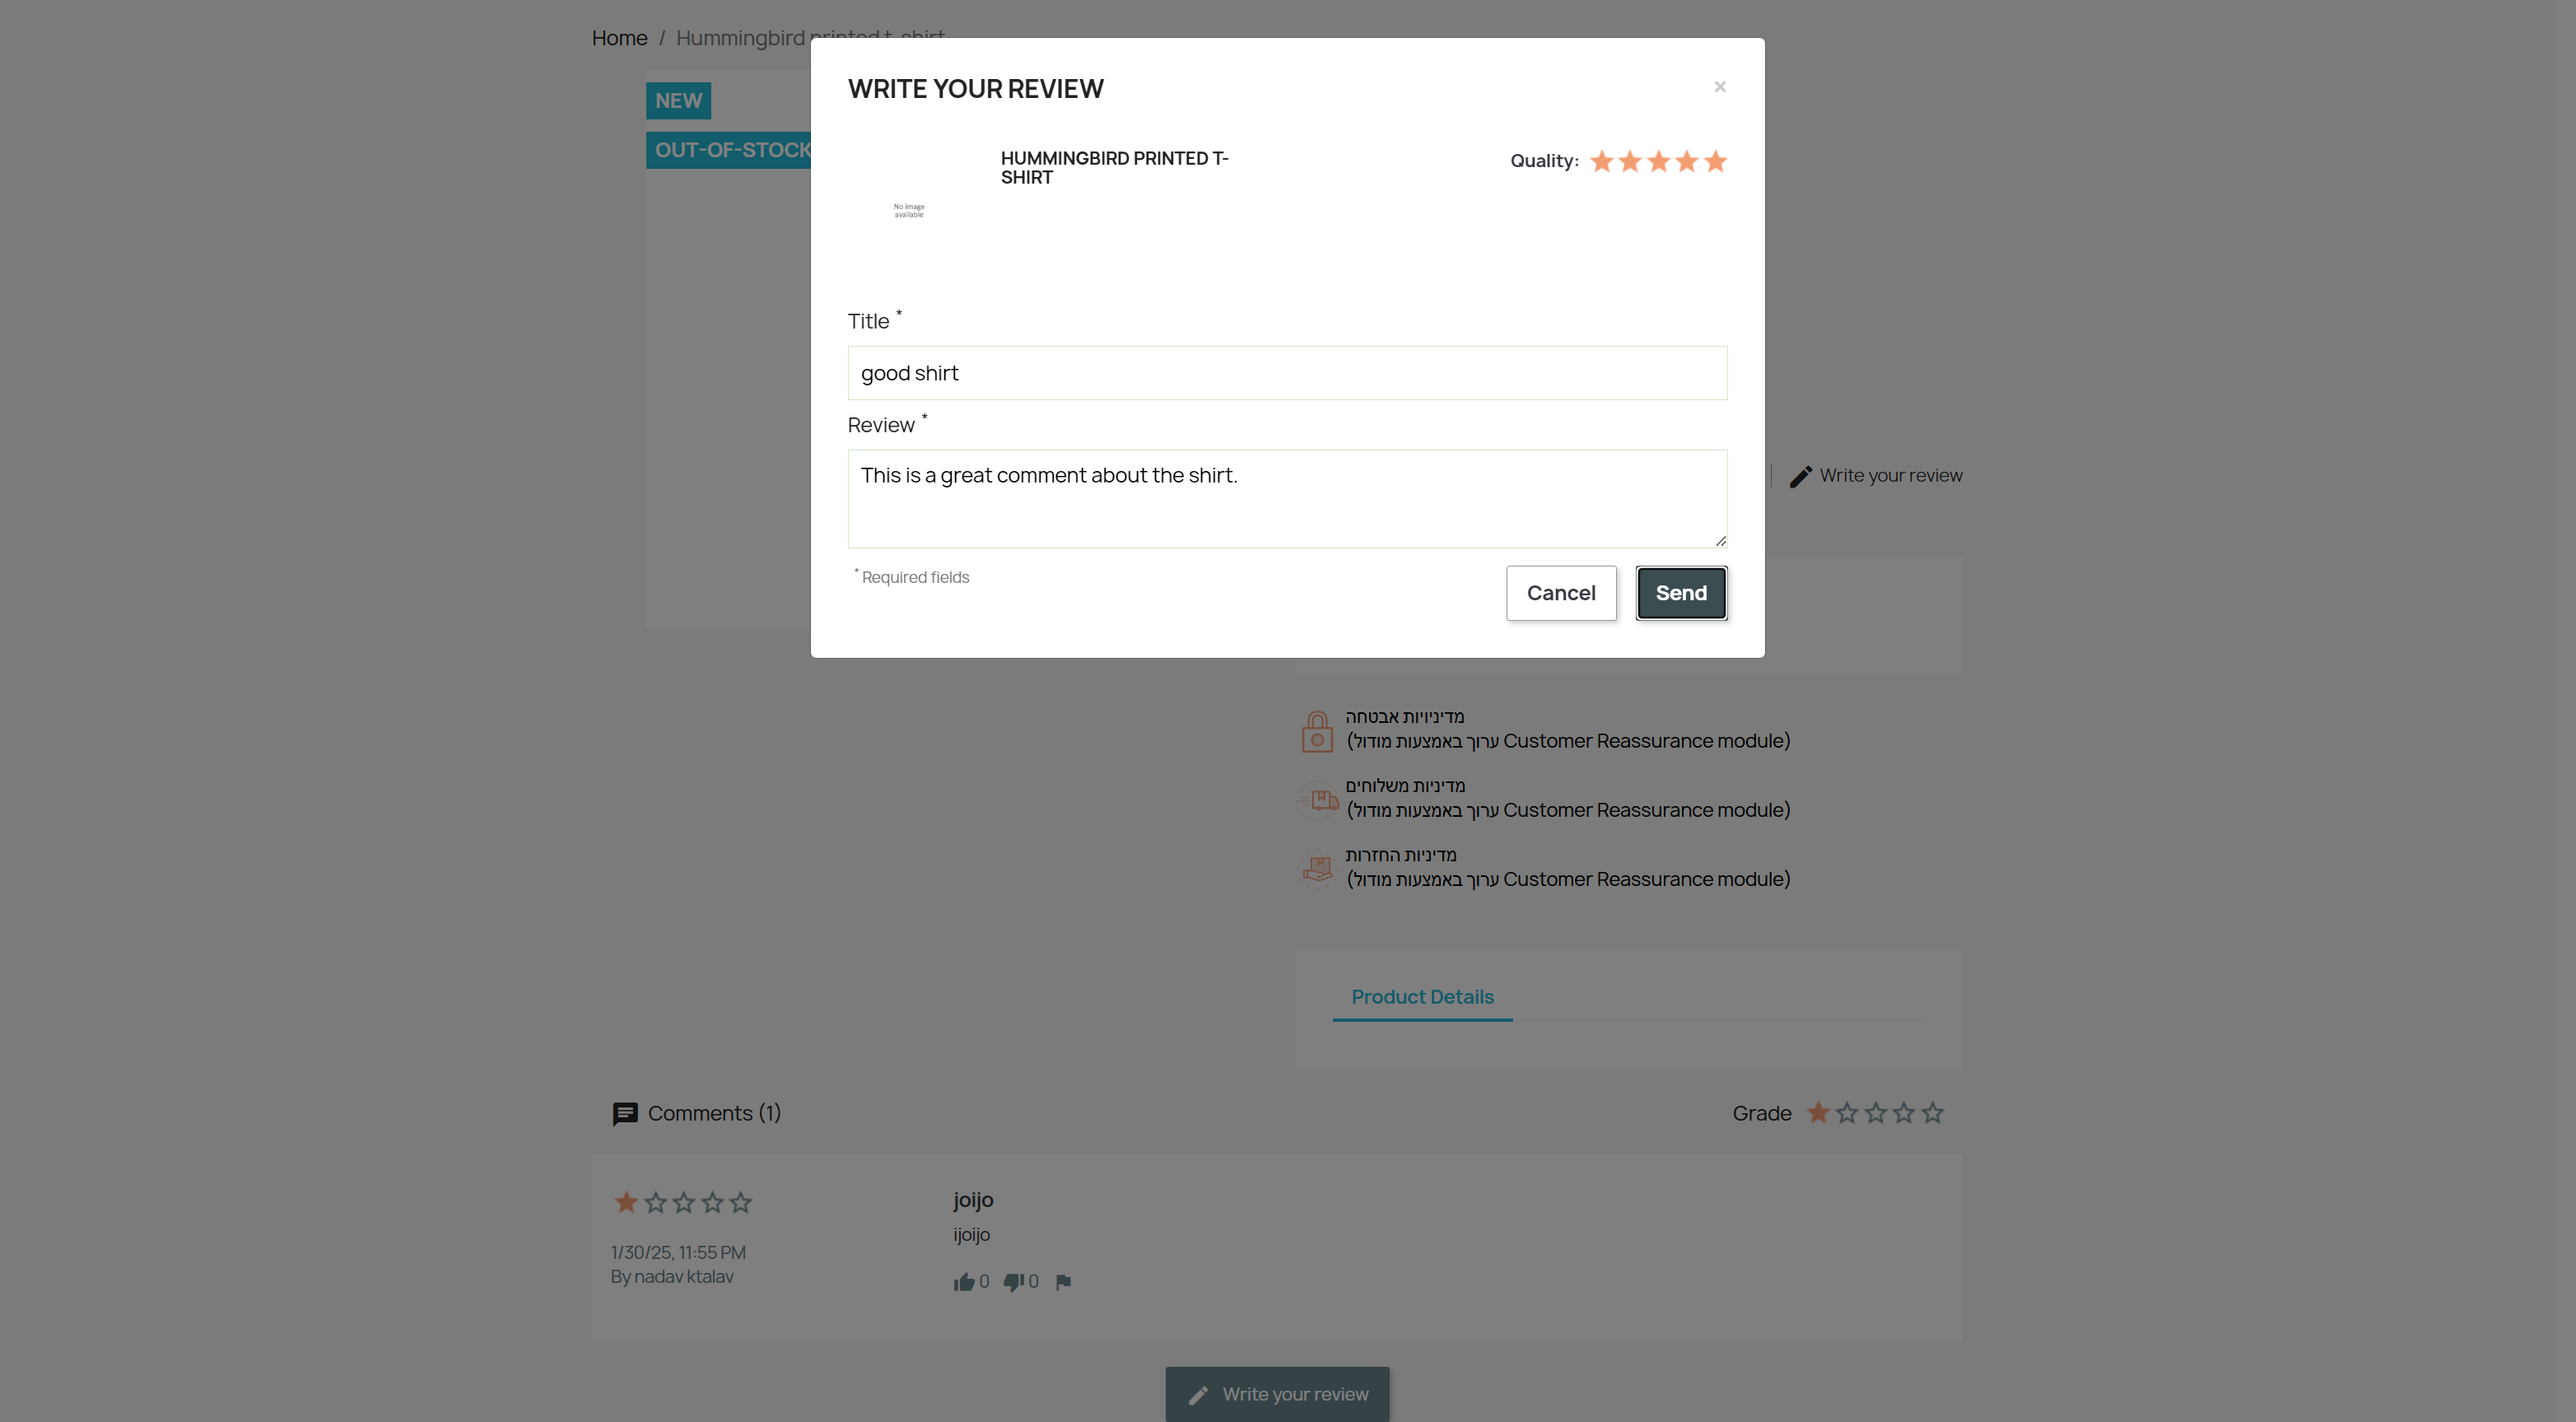 Home / Hummingbird printed t-shirt
NEW
OUT-OF-STOCK
WRITE YOUR REVIEW
×
HUMMINGBIRD PRINTED T-
SHIRT
Quality:
No image
available
Title *
good shirt
Review *
This is a great comment about the shirt.
* Required fields
Cancel
Send
Write your review
מדיניויות אבטחה
(ערוך באמצעות מודול Customer Reassurance module)
מדיניות משלוחים
(ערוך באמצעות מודול Customer Reassurance module)
מדיניות החזרות
(ערוך באמצעות מודול Customer Reassurance module)
Product Details
Comments (1)
Grade
joijo
ijoijo
1/30/25, 11:55 PM
By nadav ktalav
0 0
Write your review